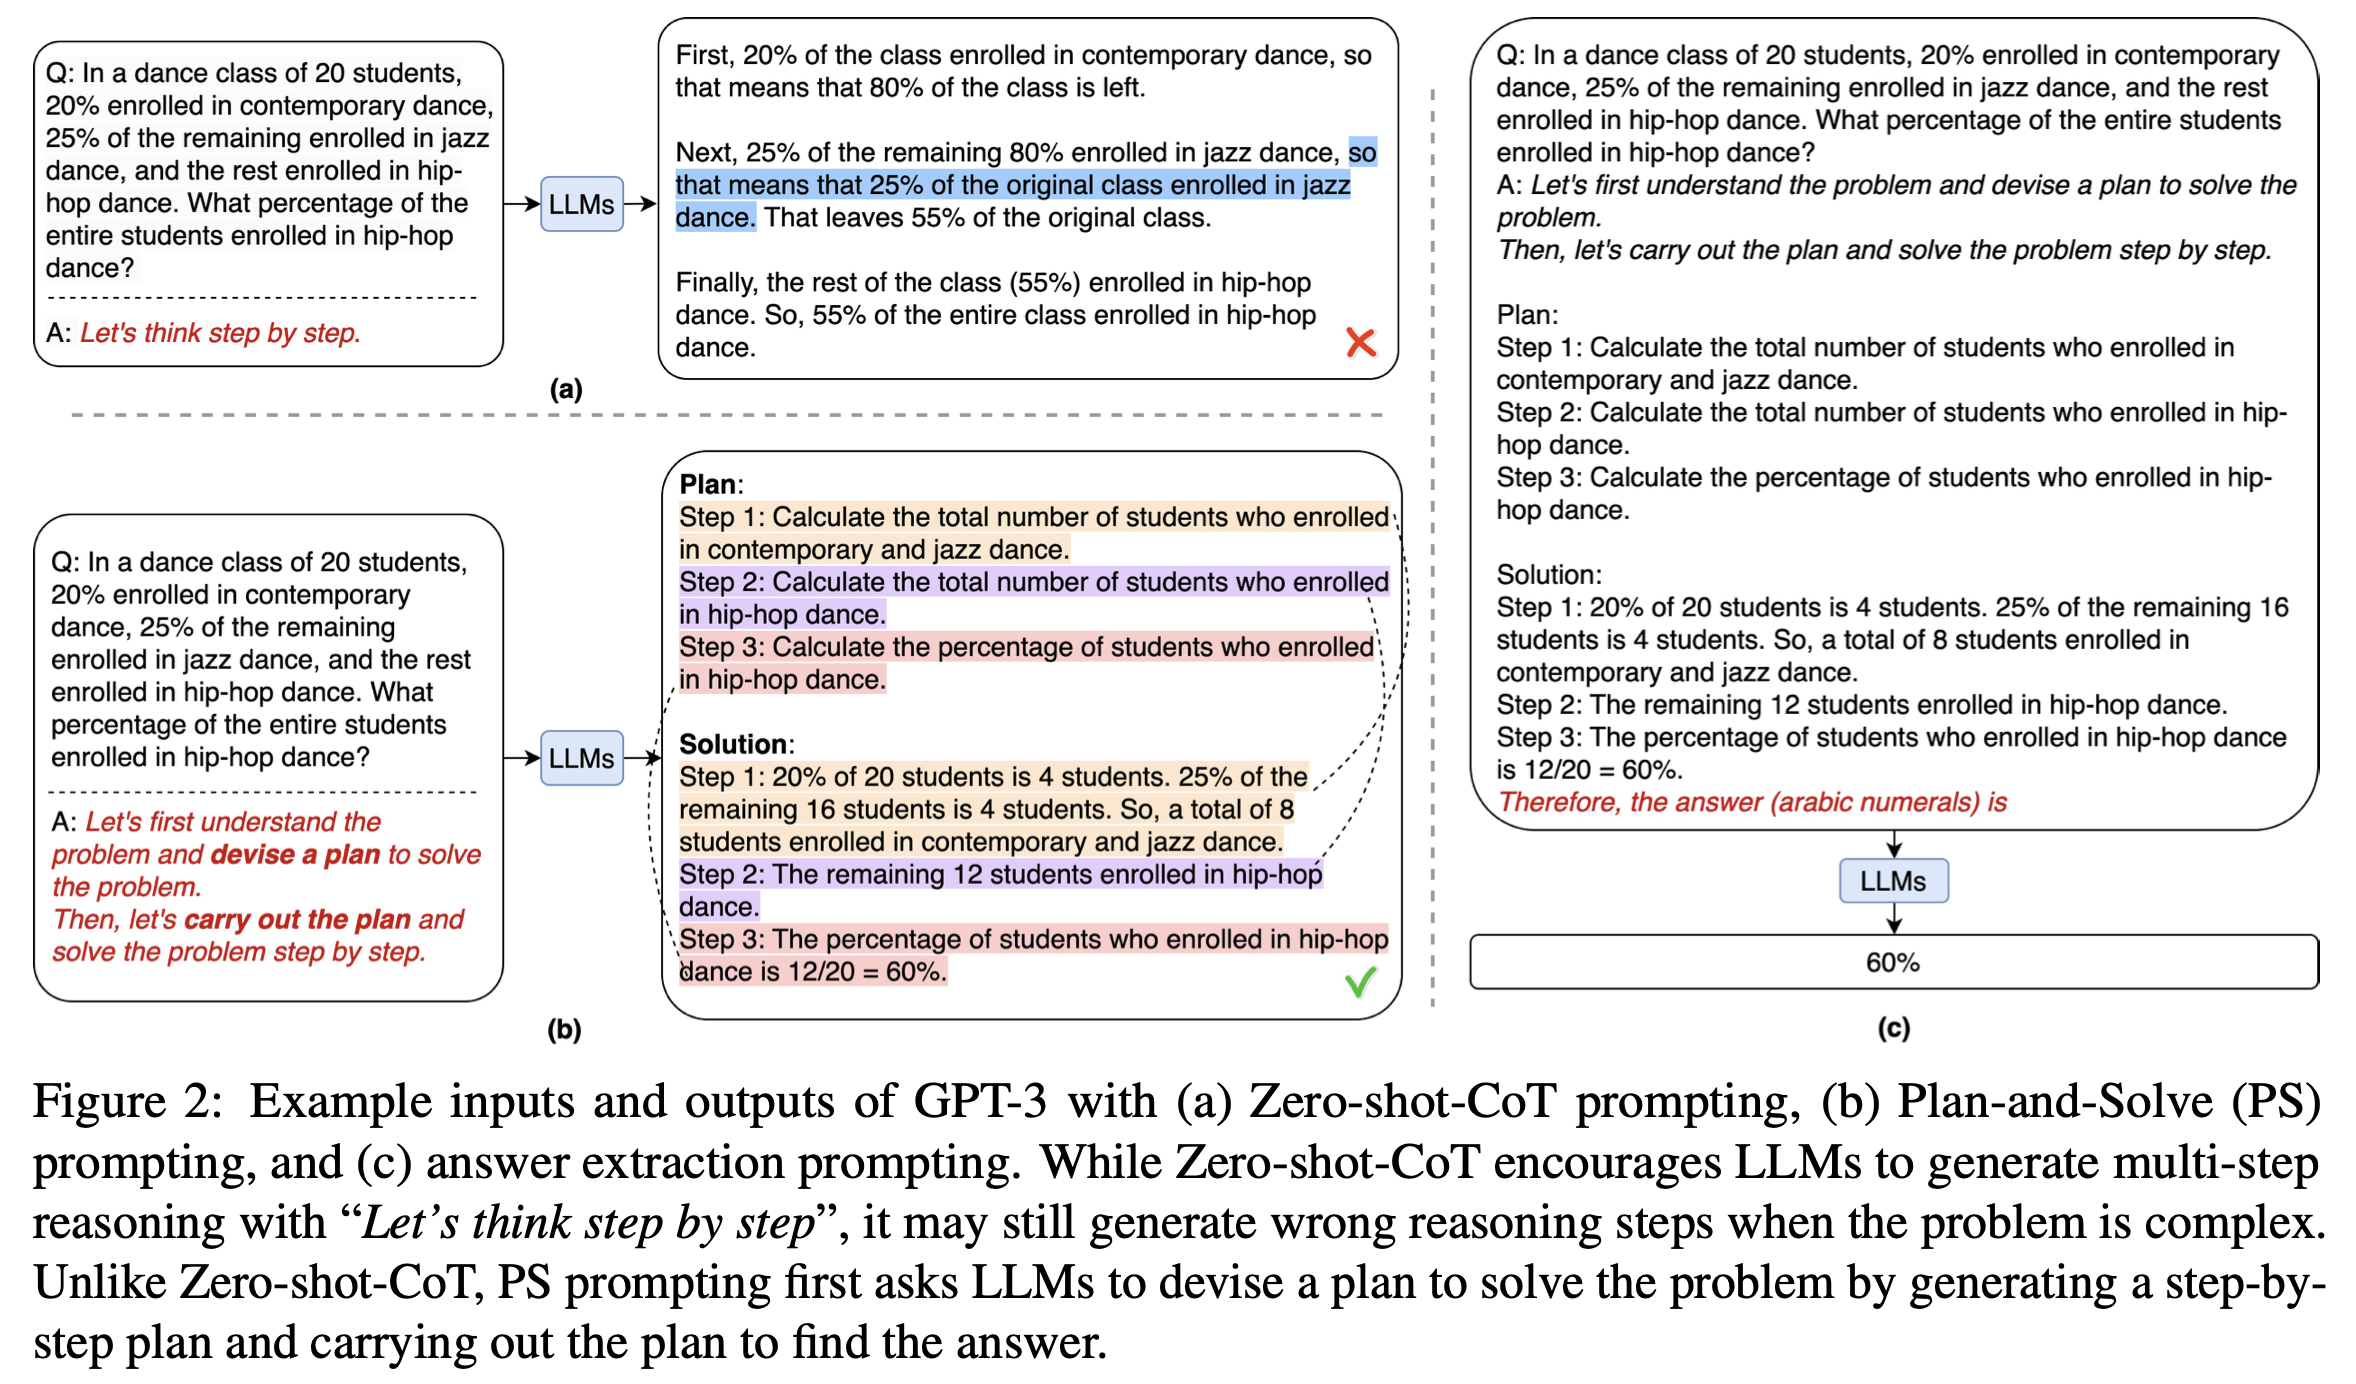 Q: In a dance class of 20 students,
20% enrolled in contemporary dance,
25% of the remaining enrolled in jazz
dance, and the rest enrolled in hip-
hop dance. What percentage of the
entire students enrolled in hip-hop
dance?
A: Let's think step by step.
LLMs
First, 20% of the class enrolled in contemporary dance, so
that means that 80% of the class is left.
Next, 25% of the remaining 80% enrolled in jazz dance, so
that means that 25% of the original class enrolled in jazz
dance. That leaves 55% of the original class.
Finally, the rest of the class (55%) enrolled in hip-hop
dance. So, 55% of the entire class enrolled in hip-hop
dance.
(a)
Q: In a dance class of 20 students,
20% enrolled in contemporary
dance, 25% of the remaining
enrolled in jazz dance, and the rest
enrolled in hip-hop dance. What
percentage of the entire students
enrolled in hip-hop dance?
A: Let's first understand the
problem and devise a plan to solve
the problem.
Then, let's carry out the plan and
solve the problem step by step.
LLMs
Plan:
Step 1: Calculate the total number of students who enrolled
in contemporary and jazz dance.
Step 2: Calculate the total number of students who enrolled
in hip-hop dance.
Step 3: Calculate the percentage of students who enrolled
in hip-hop dance.
Solution:
Step 1: 20% of 20 students is 4 students. 25% of the
remaining 16 students is 4 students. So, a total of 8
students enrolled in contemporary and jazz dance.
Step 2: The remaining 12 students enrolled in hip-hop
dance.
Step 3: The percentage of students who enrolled in hip-hop
dance is 12/20 = 60%.
(b)
Q: In a dance class of 20 students, 20% enrolled in contemporary
dance, 25% of the remaining enrolled in jazz dance, and the rest
enrolled in hip-hop dance. What percentage of the entire students
enrolled in hip-hop dance?
A: Let's first understand the problem and devise a plan to solve the
problem.
Then, let's carry out the plan and solve the problem step by step.
Plan:
Step 1: Calculate the total number of students who enrolled in
contemporary and jazz dance.
Step 2: Calculate the total number of students who enrolled in hip-
hop dance.
Step 3: Calculate the percentage of students who enrolled in hip-
hop dance.
Solution:
Step 1: 20% of 20 students is 4 students. 25% of the remaining 16
students is 4 students. So, a total of 8 students enrolled in
contemporary and jazz dance.
Step 2: The remaining 12 students enrolled in hip-hop dance.
Step 3: The percentage of students who enrolled in hip-hop dance
is 12/20 = 60%.
Therefore, the answer (arabic numerals) is
LLMs
60%
(c)
Figure 2: Example inputs and outputs of GPT-3 with (a) Zero-shot-CoT prompting, (b) Plan-and-Solve (PS)
prompting, and (c) answer extraction prompting. While Zero-shot-CoT encourages LLMs to generate multi-step
reasoning with “Let’s think step by step”, it may still generate wrong reasoning steps when the problem is complex.
Unlike Zero-shot-CoT, PS prompting first asks LLMs to devise a plan to solve the problem by generating a step-by-
step plan and carrying out the plan to find the answer.